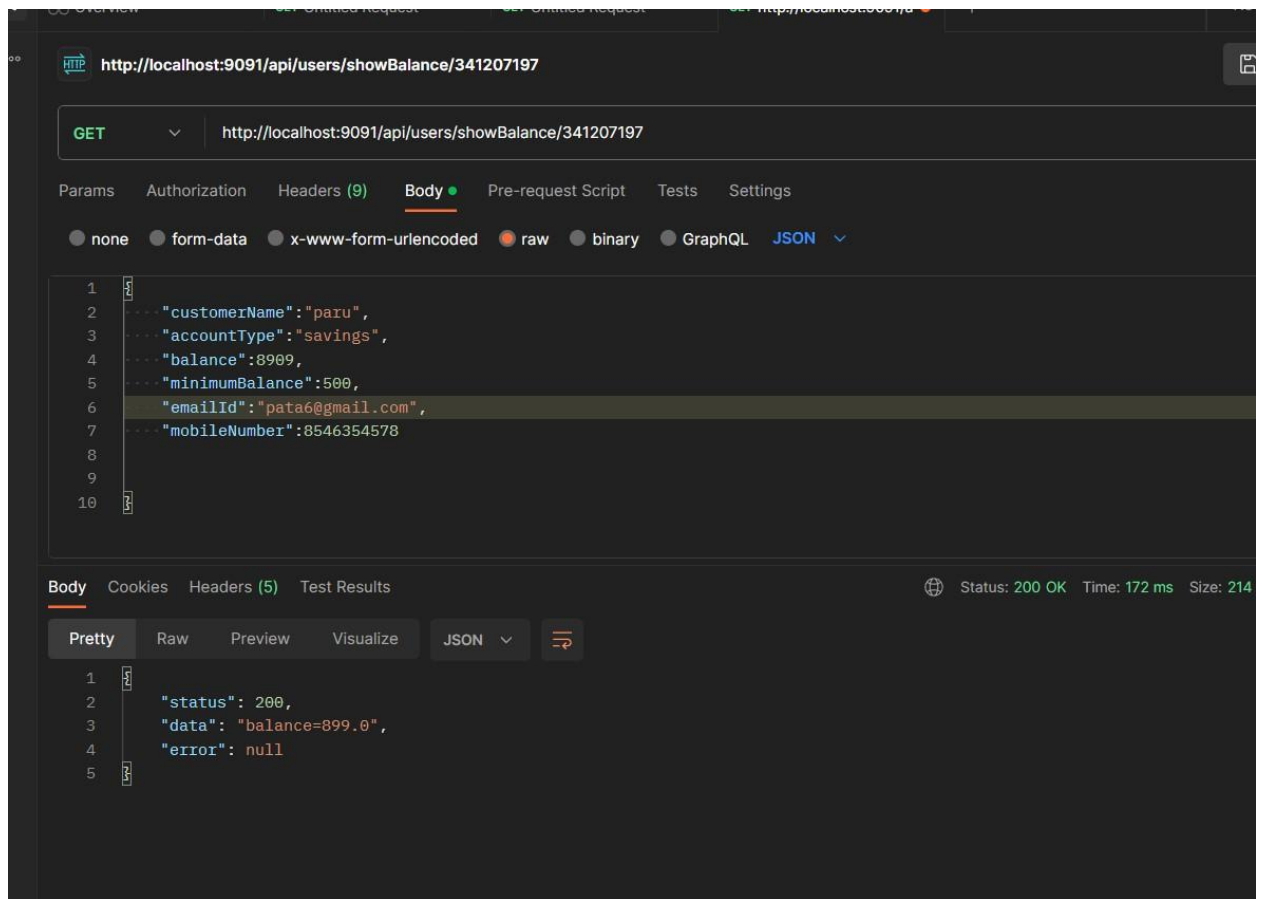 http://localhost:9091/api/users/showBalance/341207197
GET http://localhost:9091/api/users/showBalance/341207197
Params Authorization Headers (9) Body Pre-request Script Tests Settings
none form-data x-www-form-urlencoded raw binary GraphQL JSON
1 {
2 "customerName":"paru",
3 "accountType":"savings",
4 "balance":8909,
5 "minimumBalance":500,
6 "emailId":"pata6@gmail.com",
7 "mobileNumber":8546354578
8
9
10 }
Body Cookies Headers (5) Test Results Status: 200 OK Time: 172 ms Size: 214
Pretty Raw Preview Visualize JSON
1 {
2 "status": 200,
3 "data": "balance=899.0",
4 "error": null
5 }